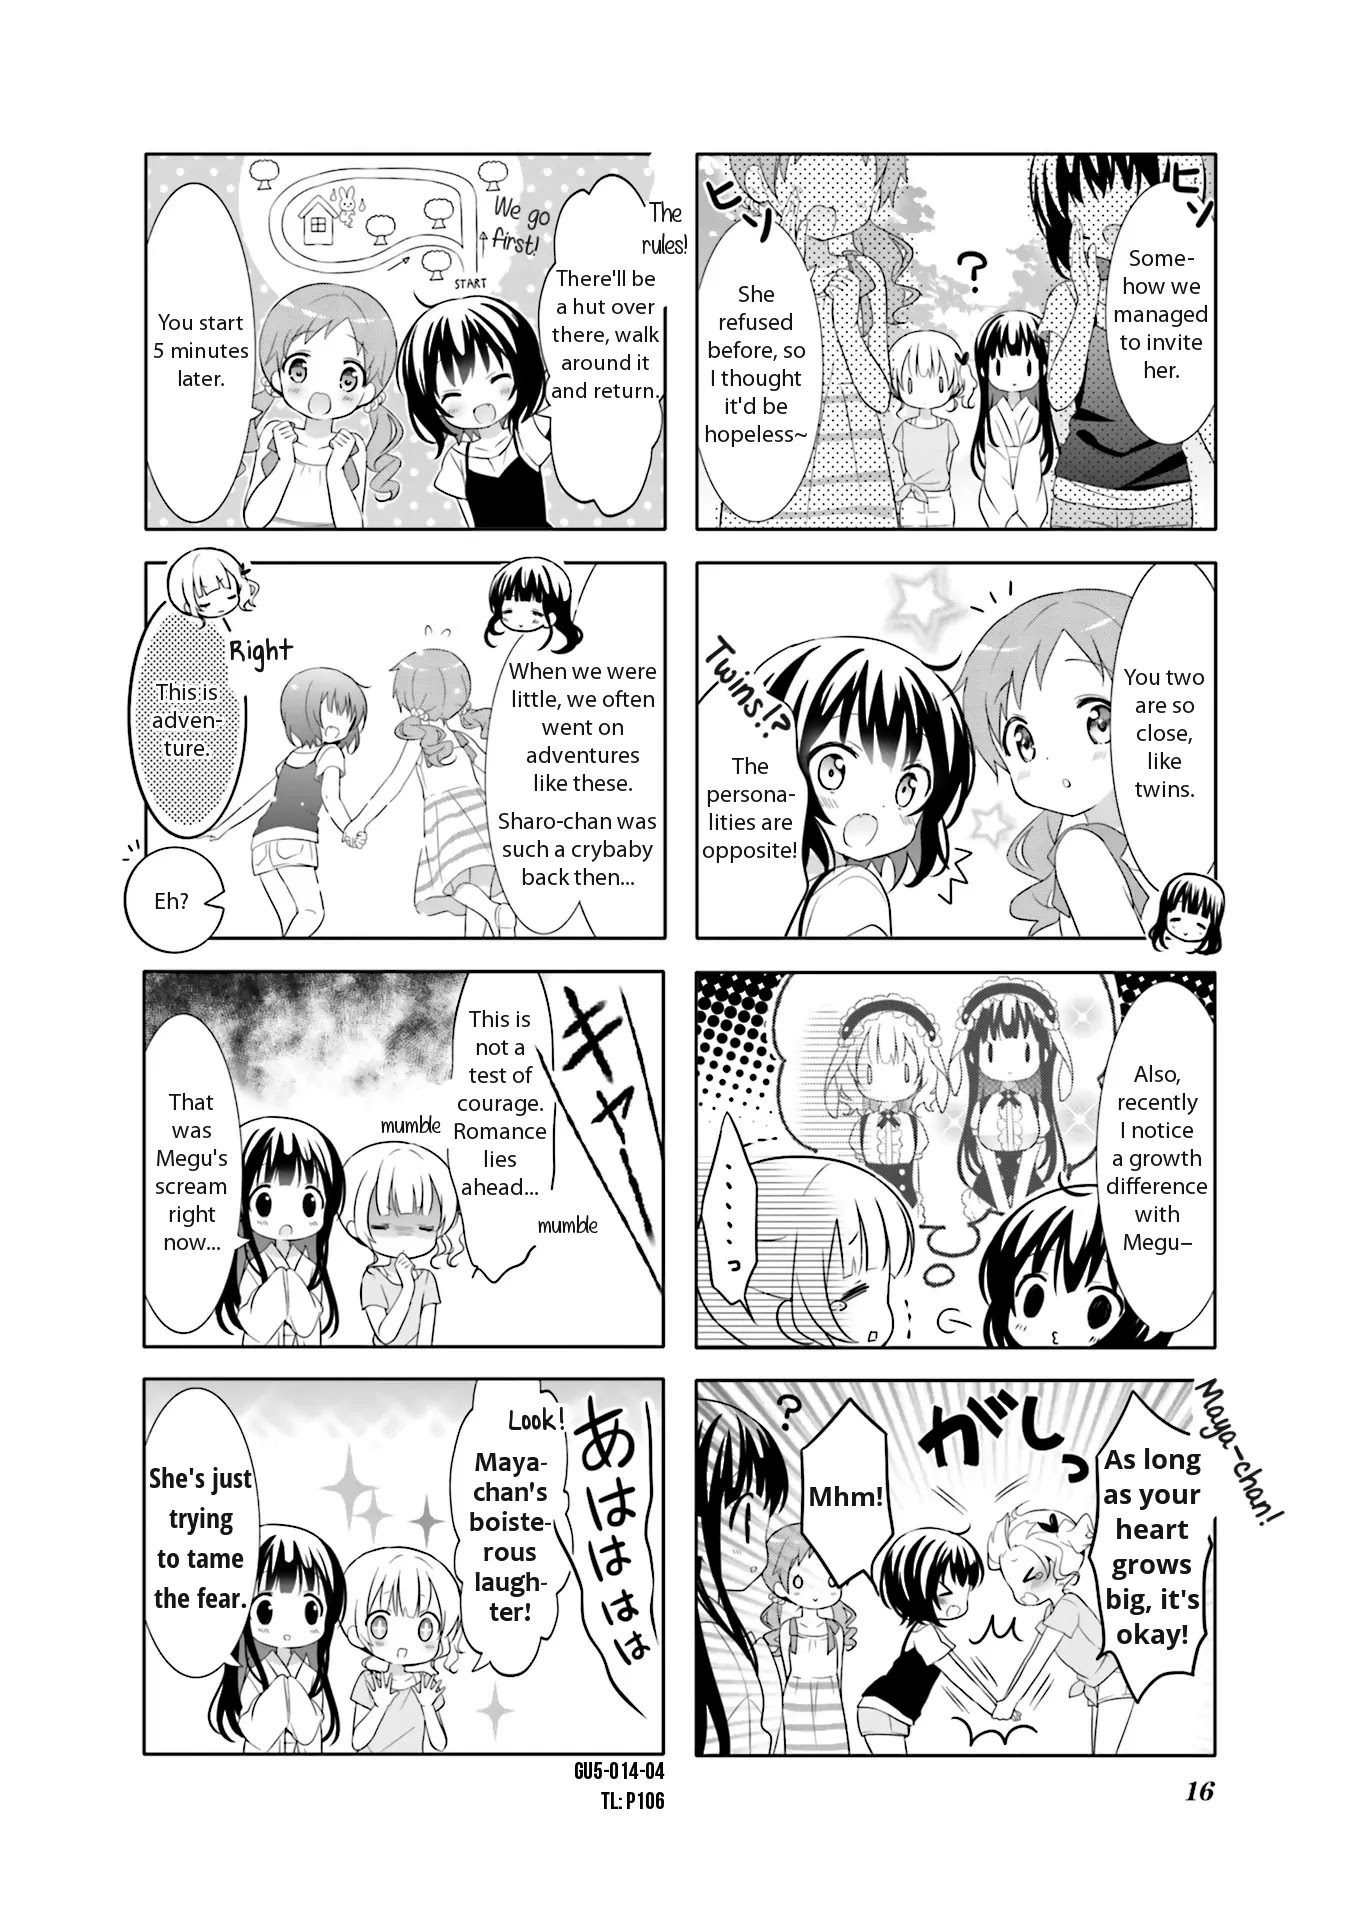 ヒソ
Some-
how we
managed
to invite
her.
?
ヒソ
She
refused
before, so
I thought
it'd be
hopeless~
You two
are so
close,
like
twins.
Twins!?
The
persona-
lities are
opposite!
Also,
recently
I notice
a growth
difference
with
Megu—
......
Maya-chan!
As long
as your
heart
grows
big, it's
okay!
がしっ
Mhm!
?
The
rules!
There'll be
a hut over
there, walk
around it
and return.
We go
first!
START
You start
5 minutes
later.
When we were
little, we often
went on
adventures
like these.
Sharo-chan was
such a crybaby
back then...
Right
This is
adven-
ture.
Eh?
キャー
This is
not a
test of
courage.
Romance
lies
ahead...
mumble
mumble
That
was
Megu's
scream
right
now...
あははははは
Look!
Maya-
chan's
boiste-
rous
laugh-
ter!
She's just
trying
to tame
the fear.
GU5-014-04
TL: P106
16